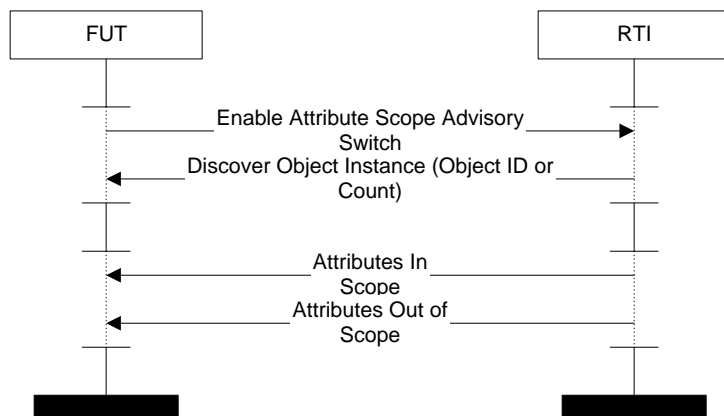 FUT
RTI
Enable Attribute Scope Advisory
Switch
Discover Object Instance (Object ID or
Count)
Attributes In
Scope
Attributes Out of
Scope